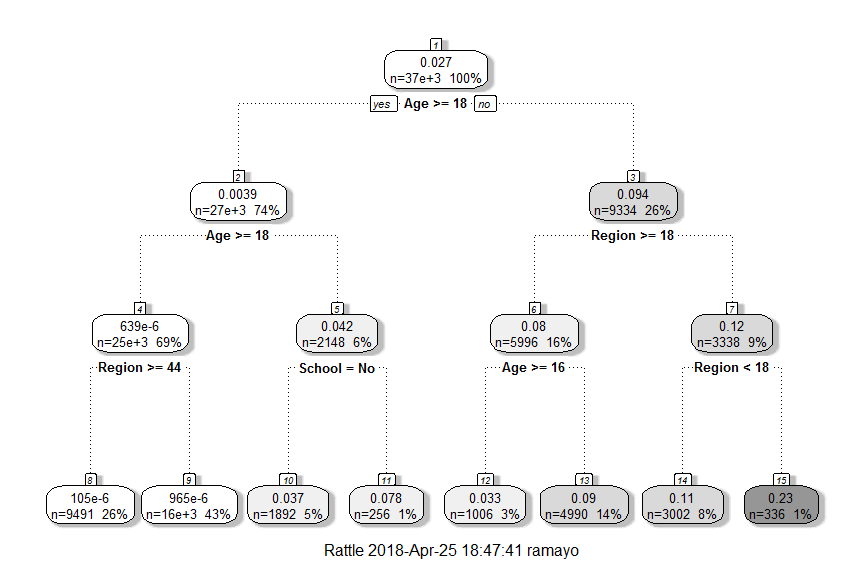 1
0.027
n=37e+3 100%
yes Age >= 18 no
2
0.0039
n=27e+3 74%
3
0.094
n=9334 26%
Age >= 18
Region >= 18
4
639e-6
n=25e+3 69%
5
0.042
n=2148 6%
6
0.08
n=5996 16%
7
0.12
n=3338 9%
Region >= 44
School = No
Age >= 16
Region < 18
8
105e-6
n=9491 26%
9
965e-6
n=16e+3 43%
10
0.037
n=1892 5%
11
0.078
n=256 1%
12
0.033
n=1006 3%
13
0.09
n=4990 14%
14
0.11
n=3002 8%
15
0.23
n=336 1%
Rattle 2018-Apr-25 18:47:41 ramayo